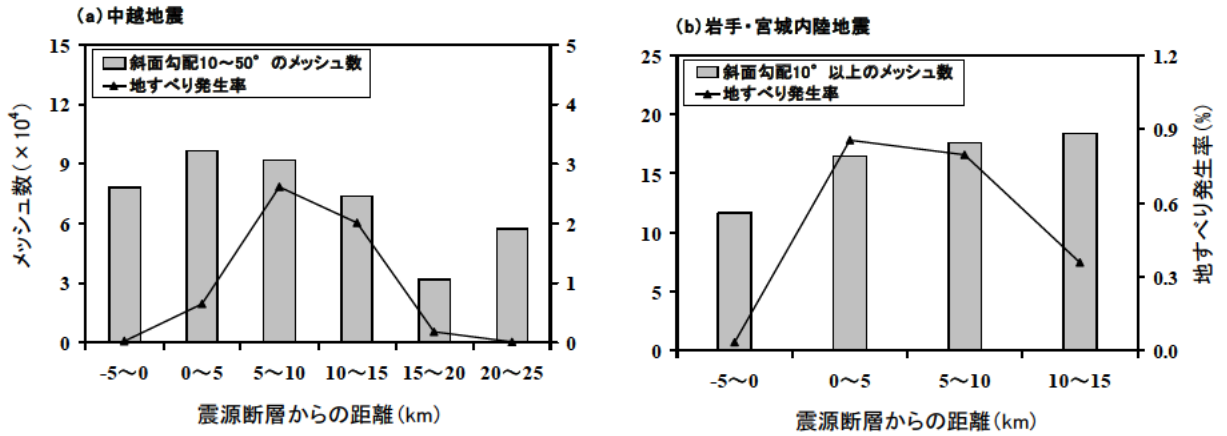 (a)中越地震
15
12
9
6
3
0
メッシュ数(×10⁴)
斜面勾配10～50°のメッシュ数
地すべり発生率
5
4
3
2
1
0
-5～0 0～5 5～10 10～15 15～20 20～25
震源断層からの距離(km)
(b)岩手・宮城内陸地震
25
20
15
10
5
0
斜面勾配10°以上のメッシュ数
地すべり発生率
1.2
0.9
0.6
0.3
0.0
地すべり発生率(%)
-5～0 0～5 5～10 10～15
震源断層からの距離(km)